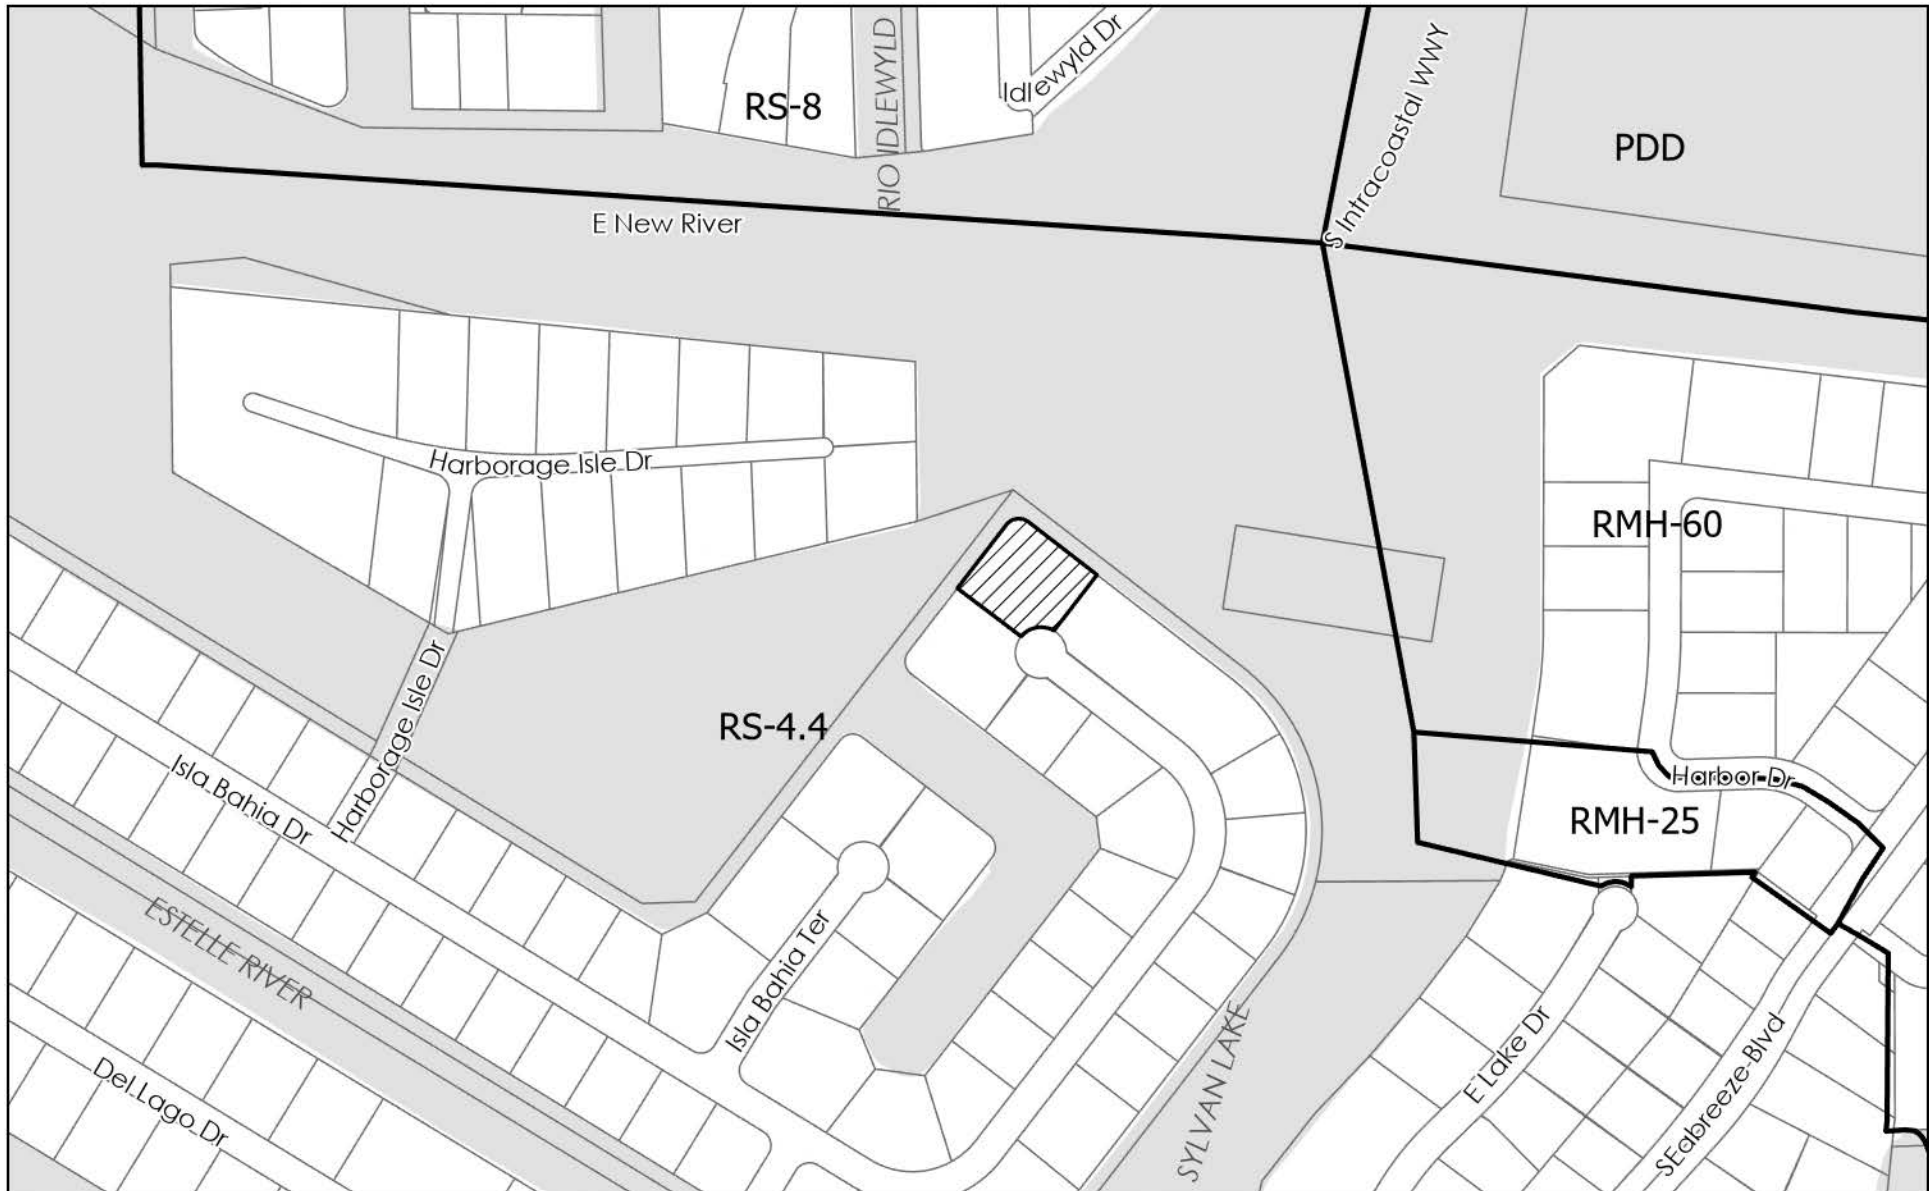 RIO IDLEWYLD
Idlewyld Dr
RS-8
S Intracoastal WWY
PDD
E New River
Harborage Isle Dr
RMH-60
RS-4.4
Harborage Isle Dr
Isla Bahia Dr
Harbor Dr
RMH-25
ESTELLE RIVER
Isla Bahia Ter
SYLVAN LAKE
E Lake Dr
SEabreeze Blvd
Del Lago Dr